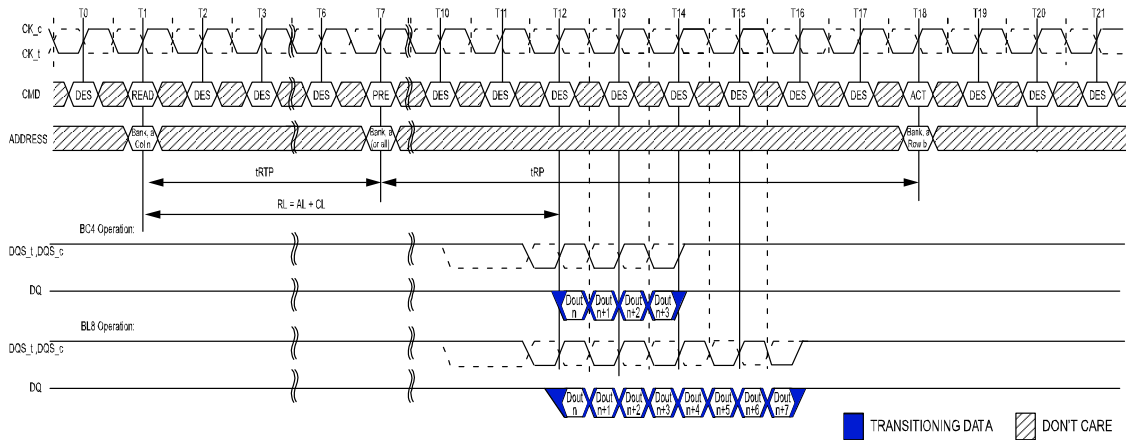 T0 T1 T2 T3 T6 T7 T10 T11 T12 T13 T14 T15 T16 T17 T18 T19 T20 T21
CK_c
CK_t
CMD DES READ DES DES DES PRE DES DES DES DES DES DES DES DES ACT DES DES DES
ADDRESS Bank, a Bank, a Bank, a
Col n (or all) Row b
tRTP tRP
RL = AL + CL
BC4 Operation:
DQS_t ,DQS_c
DQ Dout Dout Dout Dout
n n+1 n+2 n+3
BL8 Operation:
DQS_t ,DQS_c
DQ Dout Dout Dout Dout Dout Dout Dout Dout
n n+1 n+2 n+3 n+4 n+5 n+6 n+7
TRANSITIONING DATA DON'T CARE